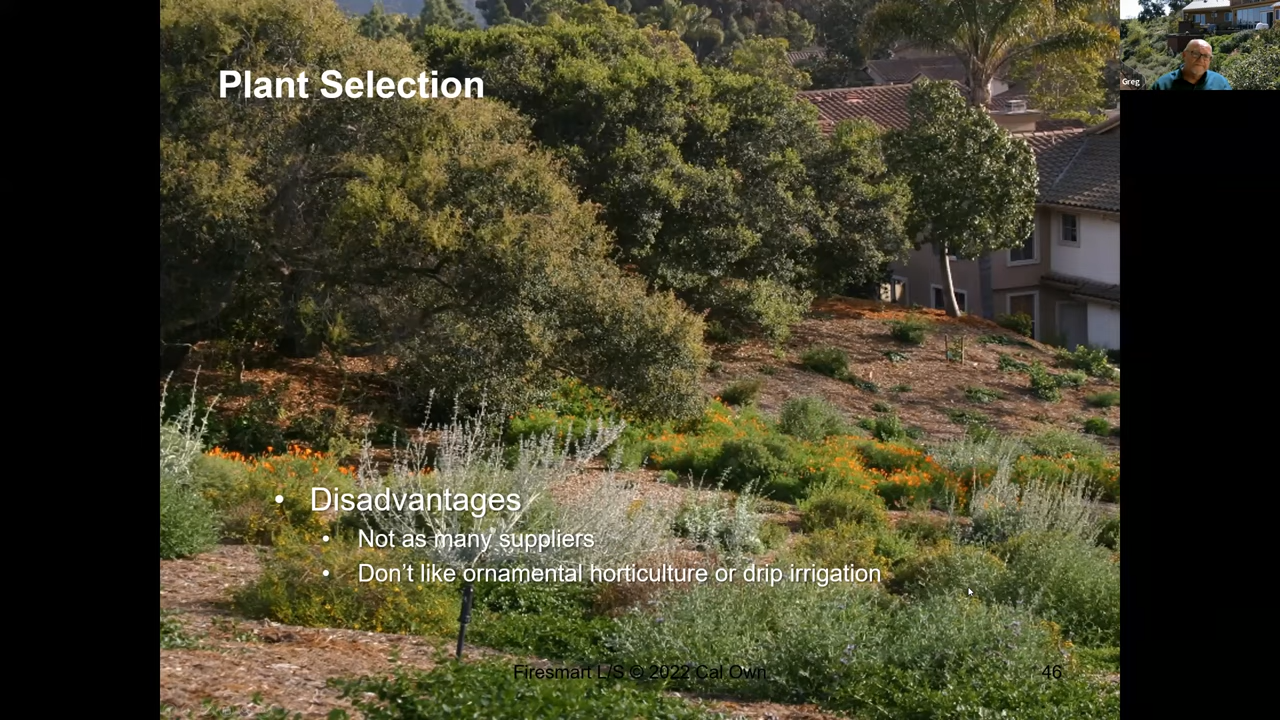 Plant Selection
Greg
• Disadvantages
• Not as many suppliers
• Don't like ornamental horticulture or drip irrigation
Firesmart L/S © 2022 Cal Own.
46